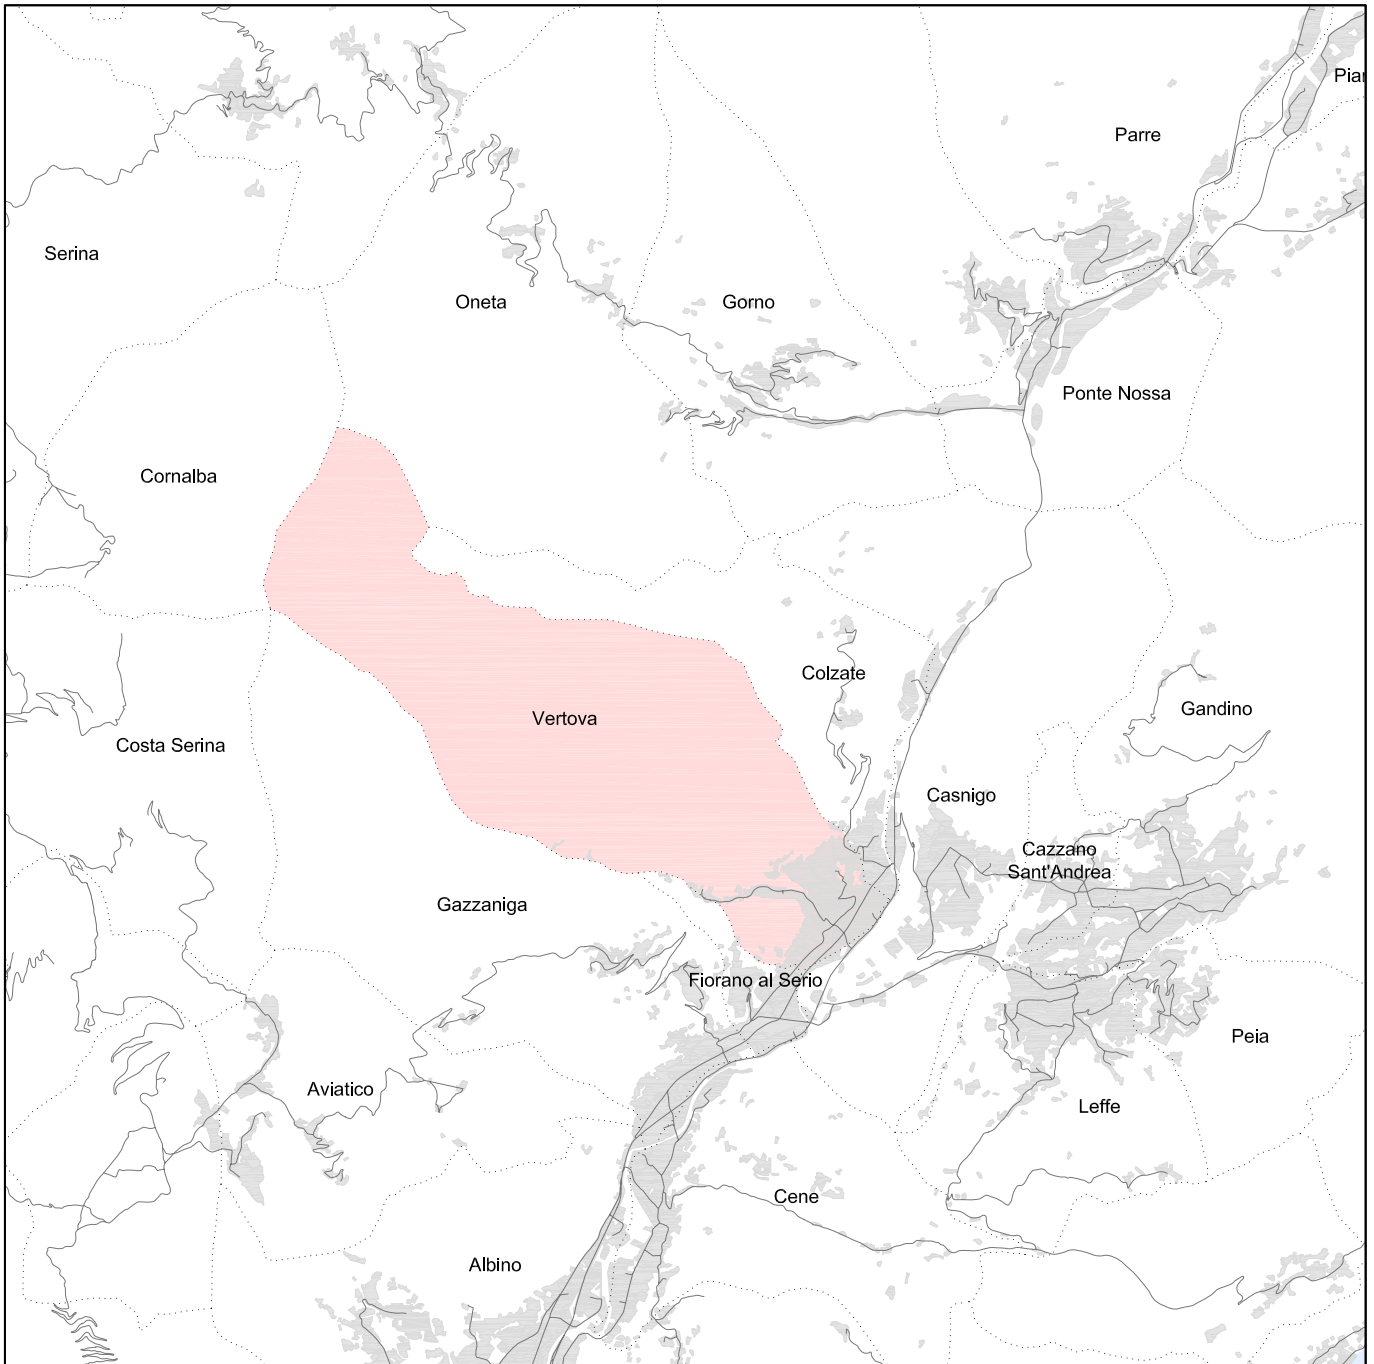 Piar
Parre
Serina
Oneta
Gorno
Ponte Nossa
Cornalba
Colzate
Gandino
Vertova
Costa Serina
Casnigo
Cazzano
Sant'Andrea
Gazzaniga
Fiorano al Serio
Peia
Aviatico
Leffe
Cene
Albino